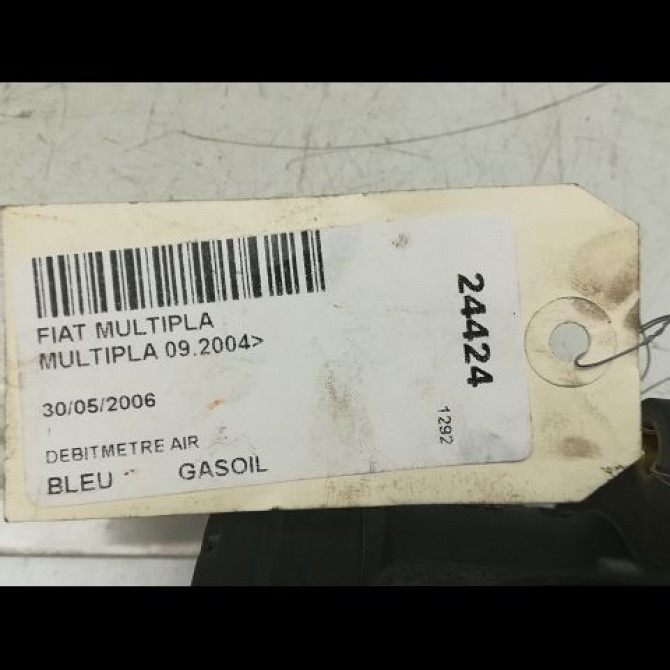 FIAT MULTIPLA
MULTIPLA 09.2004>
30/05/2006
DEBITMETRE AIR
BLEU GASOIL
24424
1292